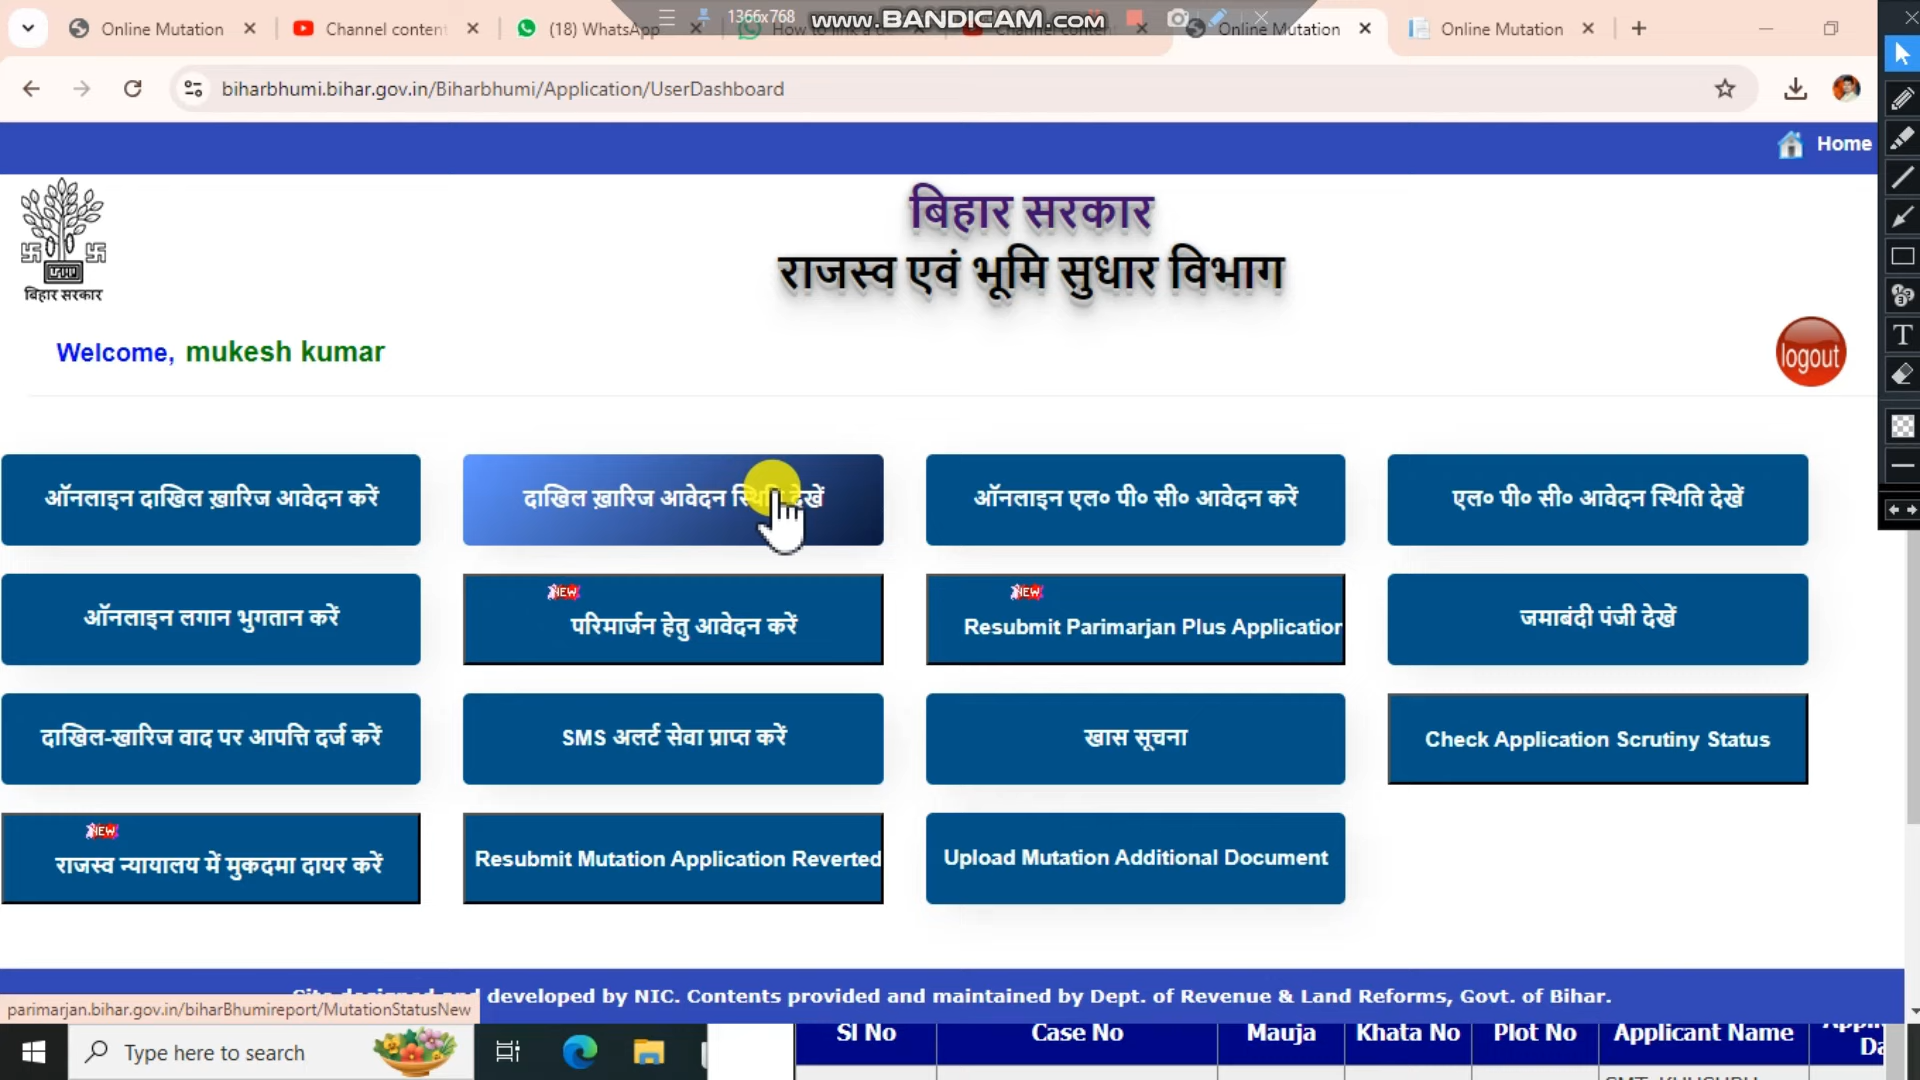 Online Mutation
Channel content
(18) WhatsApp
1366x768
www.BANDICAM.com
Online Mutation
Online Mutation
biharbhumi.bihar.gov.in/Biharbhumi/Application/UserDashboard
Home
बिहार सरकार
बिहार सरकार
राजस्व एवं भूमि सुधार विभाग
Welcome, mukesh kumar
logout
ऑनलाइन दाखिल ख़ारिज आवेदन करें
दाखिल ख़ारिज आवेदन स्थिति देखें
ऑनलाइन एल० पी० सी० आवेदन करें
एल० पी० सी० आवेदन स्थिति देखें
ऑनलाइन लगान भुगतान करें
NEW
परिमार्जन हेतु आवेदन करें
NEW
Resubmit Parimarjan Plus Application
जमाबंदी पंजी देखें
दाखिल-खारिज वाद पर आपत्ति दर्ज करें
SMS अलर्ट सेवा प्राप्त करें
खास सूचना
Check Application Scrutiny Status
NEW
राजस्व न्यायालय में मुकदमा दायर करें
Resubmit Mutation Application Reverted
Upload Mutation Additional Document
Site designed and developed by NIC. Contents provided and maintained by Dept. of Revenue & Land Reforms, Govt. of Bihar.
parimarjan.bihar.gov.in/biharBhumireport/MutationStatusNew
Sl No Case No Mauja Khata No Plot No Applicant Name
Type here to search